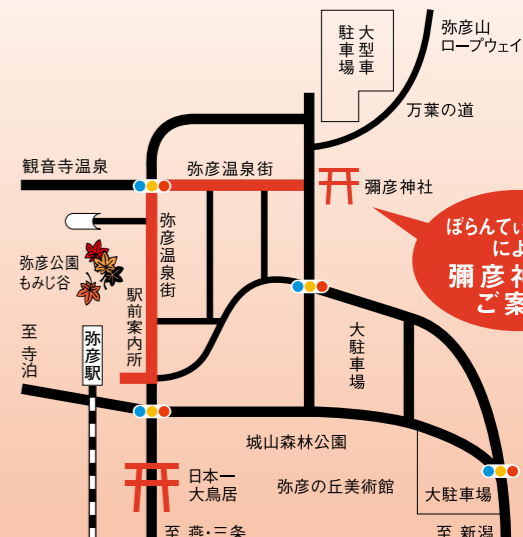 大型車
駐車場
弥彦山
ロープウェイ
万葉の道
観音寺温泉
弥彦温泉街
彌彦神社
弥彦温泉街
弥彦公園
もみじ谷
駅前案内所
至 寺泊
弥彦駅
大駐車場
城山森林公園
弥彦の丘美術館
大駐車場
日本一
大鳥居
至 燕・三条
至 新潟
ぼらんてぃ
によ
彌彦神
ご案